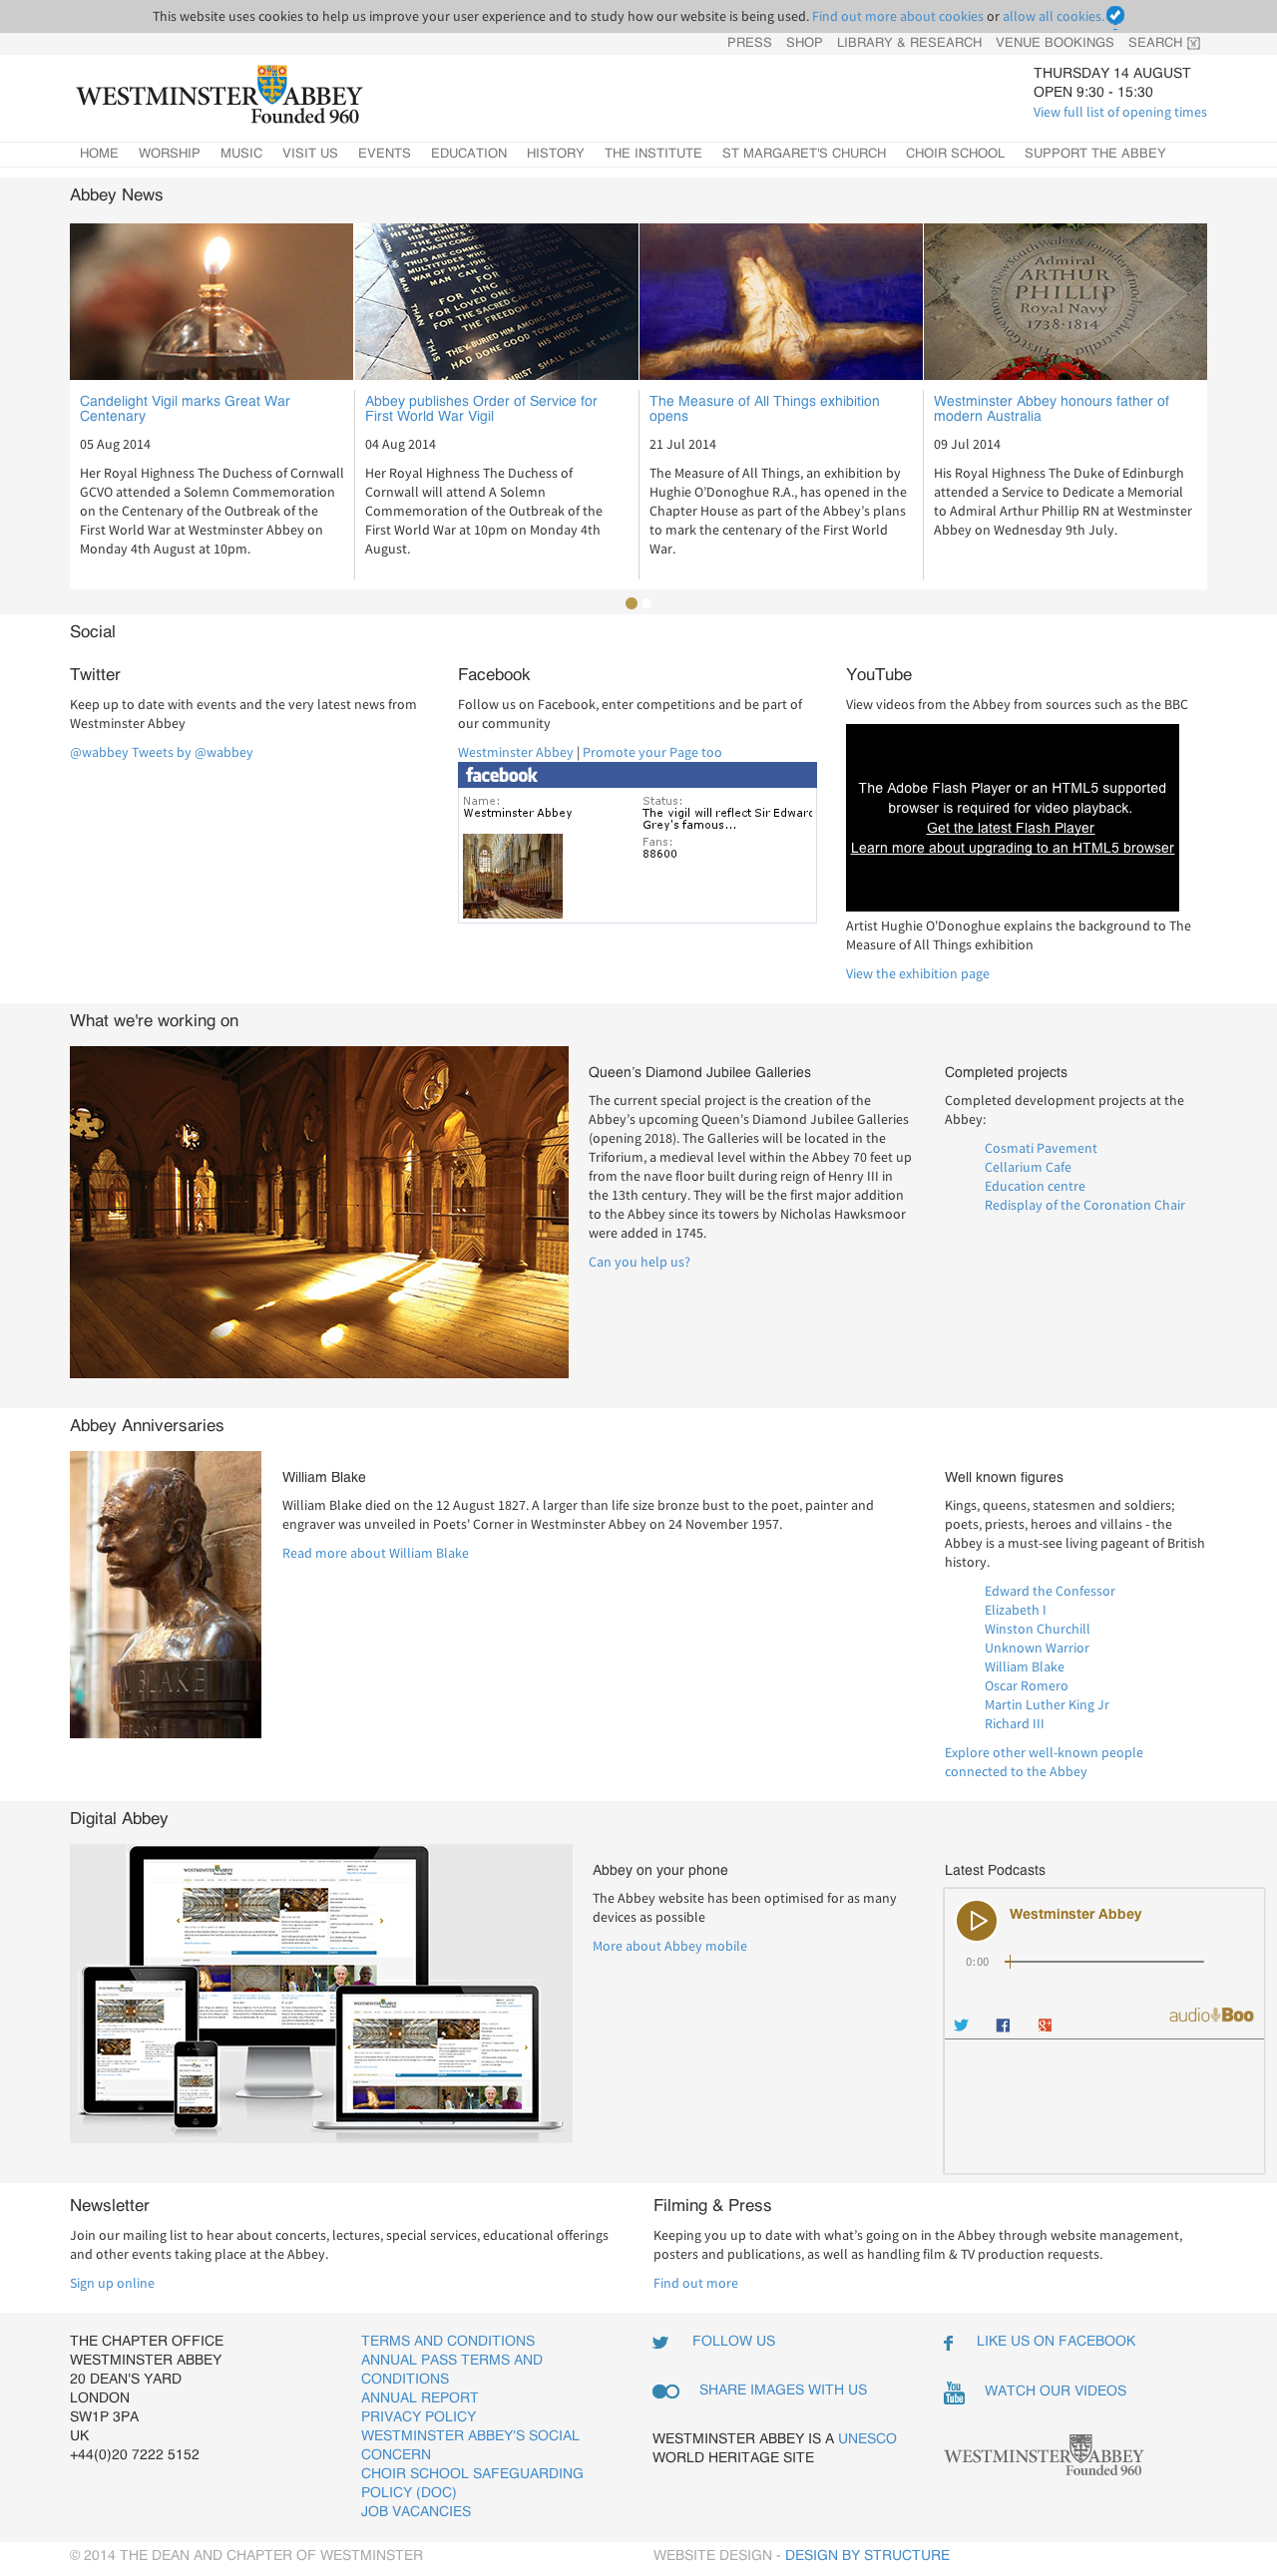 This website uses cookies to help us improve your user experience and to study how our website is being used. Find out more about cookies or allow all cookies.
PRESS SHOP LIBRARY & RESEARCH VENUE BOOKINGS SEARCH
WESTMINSTER ABBEY
Founded 960
THURSDAY 14 AUGUST
OPEN 9:30 - 15:30
View full list of opening times
HOME WORSHIP MUSIC VISIT US EVENTS EDUCATION HISTORY THE INSTITUTE ST MARGARET'S CHURCH CHOIR SCHOOL SUPPORT THE ABBEY
Abbey News
Admiral
ARTHUR
PHILLIP
Royal Navy
1738-1814
Candelight Vigil marks Great War
Centenary
05 Aug 2014
Her Royal Highness The Duchess of Cornwall
GCVO attended a Solemn Commemoration
on the Centenary of the Outbreak of the
First World War at Westminster Abbey on
Monday 4th August at 10pm.
Abbey publishes Order of Service for
First World War Vigil
04 Aug 2014
Her Royal Highness The Duchess of
Cornwall will attend A Solemn
Commemoration of the Outbreak of the
First World War at 10pm on Monday 4th
August.
The Measure of All Things exhibition
opens
21 Jul 2014
The Measure of All Things, an exhibition by
Hughie O'Donoghue R.A., has opened in the
Chapter House as part of the Abbey's plans
to mark the centenary of the First World
War.
Westminster Abbey honours father of
modern Australia
09 Jul 2014
His Royal Highness The Duke of Edinburgh
attended a Service to Dedicate a Memorial
to Admiral Arthur Phillip RN at Westminster
Abbey on Wednesday 9th July.
Social
Twitter
Keep up to date with events and the very latest news from
Westminster Abbey
@wabbey Tweets by @wabbey
Facebook
Follow us on Facebook, enter competitions and be part of
our community
Westminster Abbey | Promote your Page too
facebook
Name:
Westminster Abbey
Status:
The vigil will reflect Sir Edward
Grey's famous...
Fans:
88600
YouTube
View videos from the Abbey from sources such as the BBC
The Adobe Flash Player or an HTML5 supported
browser is required for video playback.
Get the latest Flash Player
Learn more about upgrading to an HTML5 browser
Artist Hughie O'Donoghue explains the background to The
Measure of All Things exhibition
View the exhibition page
What we're working on
Queen's Diamond Jubilee Galleries
The current special project is the creation of the
Abbey's upcoming Queen's Diamond Jubilee Galleries
(opening 2018). The Galleries will be located in the
Triforium, a medieval level within the Abbey 70 feet up
from the nave floor built during reign of Henry III in
the 13th century. They will be the first major addition
to the Abbey since its towers by Nicholas Hawksmoor
were added in 1745.
Can you help us?
Completed projects
Completed development projects at the
Abbey:
Cosmati Pavement
Cellarium Cafe
Education centre
Redisplay of the Coronation Chair
Abbey Anniversaries
BLAKE
William Blake
William Blake died on the 12 August 1827. A larger than life size bronze bust to the poet, painter and
engraver was unveiled in Poets' Corner in Westminster Abbey on 24 November 1957.
Read more about William Blake
Well known figures
Kings, queens, statesmen and soldiers;
poets, priests, heroes and villains - the
Abbey is a must-see living pageant of British
history.
Edward the Confessor
Elizabeth I
Winston Churchill
Unknown Warrior
William Blake
Oscar Romero
Martin Luther King Jr
Richard III
Explore other well-known people
connected to the Abbey
Digital Abbey
Abbey on your phone
The Abbey website has been optimised for as many
devices as possible
More about Abbey mobile
Latest Podcasts
Westminster Abbey
0:00
audioBoo
Newsletter
Join our mailing list to hear about concerts, lectures, special services, educational offerings
and other events taking place at the Abbey.
Sign up online
Filming & Press
Keeping you up to date with what's going on in the Abbey through website management,
posters and publications, as well as handling film & TV production requests.
Find out more
THE CHAPTER OFFICE
WESTMINSTER ABBEY
20 DEAN'S YARD
LONDON
SW1P 3PA
UK
+44(0)20 7222 5152
TERMS AND CONDITIONS
ANNUAL PASS TERMS AND
CONDITIONS
ANNUAL REPORT
PRIVACY POLICY
WESTMINSTER ABBEY'S SOCIAL
CONCERN
CHOIR SCHOOL SAFEGUARDING
POLICY (DOC)
JOB VACANCIES
FOLLOW US
SHARE IMAGES WITH US
WESTMINSTER ABBEY IS A UNESCO
WORLD HERITAGE SITE
LIKE US ON FACEBOOK
You Tube WATCH OUR VIDEOS
WESTMINSTER ABBEY
Founded 960
© 2014 THE DEAN AND CHAPTER OF WESTMINSTER
WEBSITE DESIGN - DESIGN BY STRUCTURE